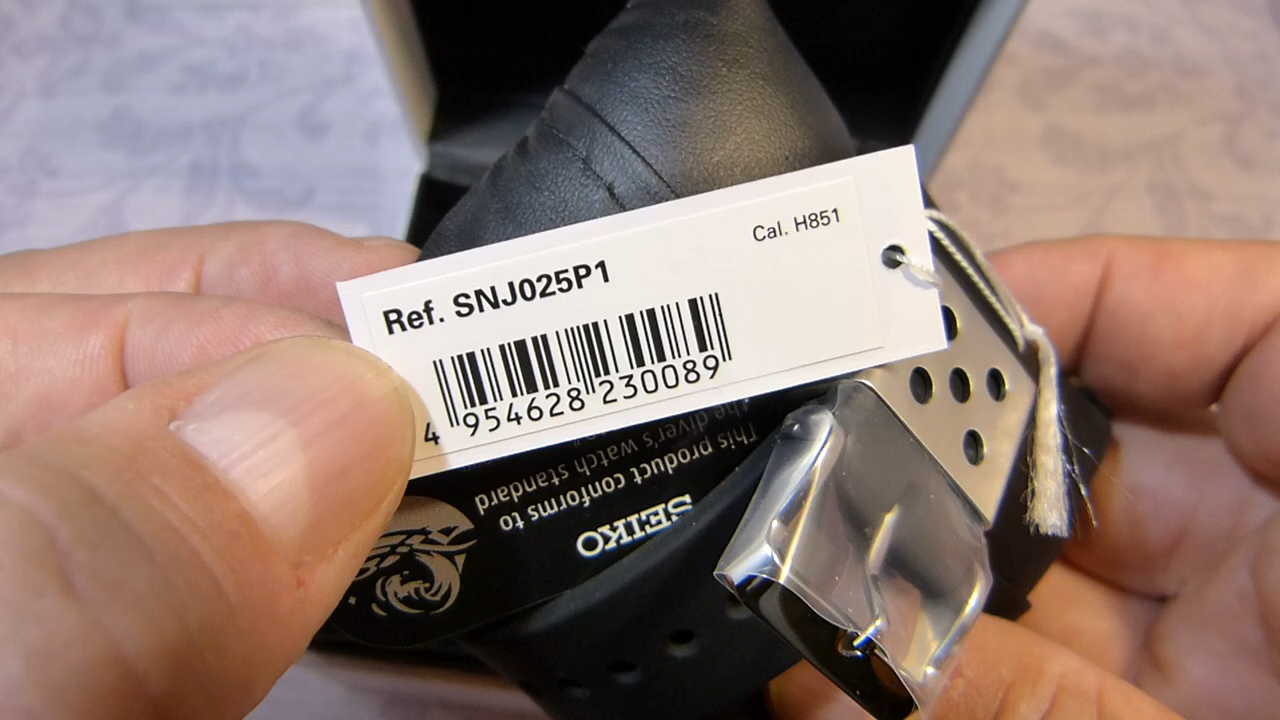 Cal. H851
Ref. SNJ025P1
4 954628 230089
SEIKO
This product conforms to
the diver's watch standard